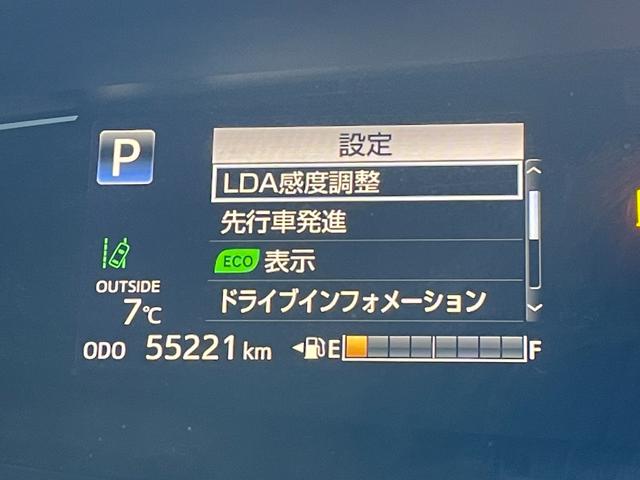 設定
P
LDA感度調整
先行車発進
ECO 表示
ドライブインフォメーション
OUTSIDE
7℃
ODO 55221 km
E F